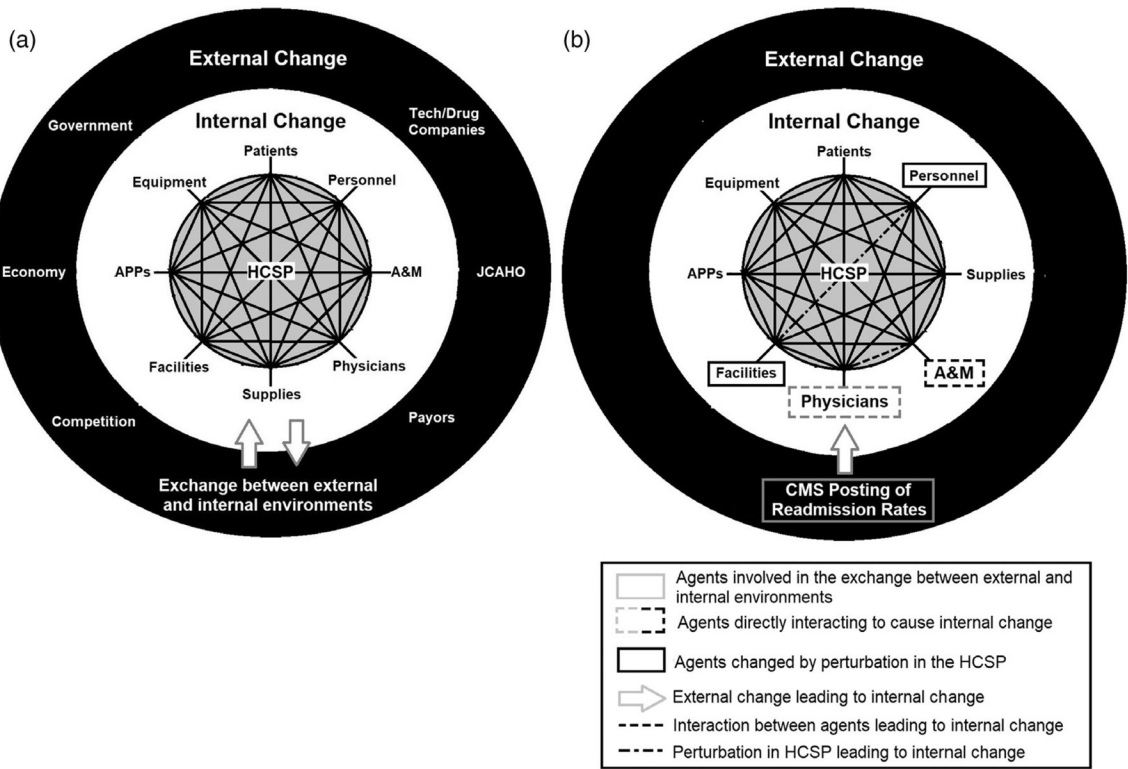 (a)
External Change
Government
Tech/Drug
Companies
Internal Change
Patients
Equipment
Personnel
Economy
APPs
HCSP
A&M
JCAHO
Facilities
Physicians
Supplies
Competition
Payors
Exchange between external
and internal environments
(b)
External Change
Internal Change
Patients
Equipment
Personnel
APPs
HCSP
Supplies
Facilities
A&M
Physicians
CMS Posting of
Readmission Rates
Agents involved in the exchange between external and
internal environments
Agents directly interacting to cause internal change
Agents changed by perturbation in the HCSP
External change leading to internal change
Interaction between agents leading to internal change
Perturbation in HCSP leading to internal change